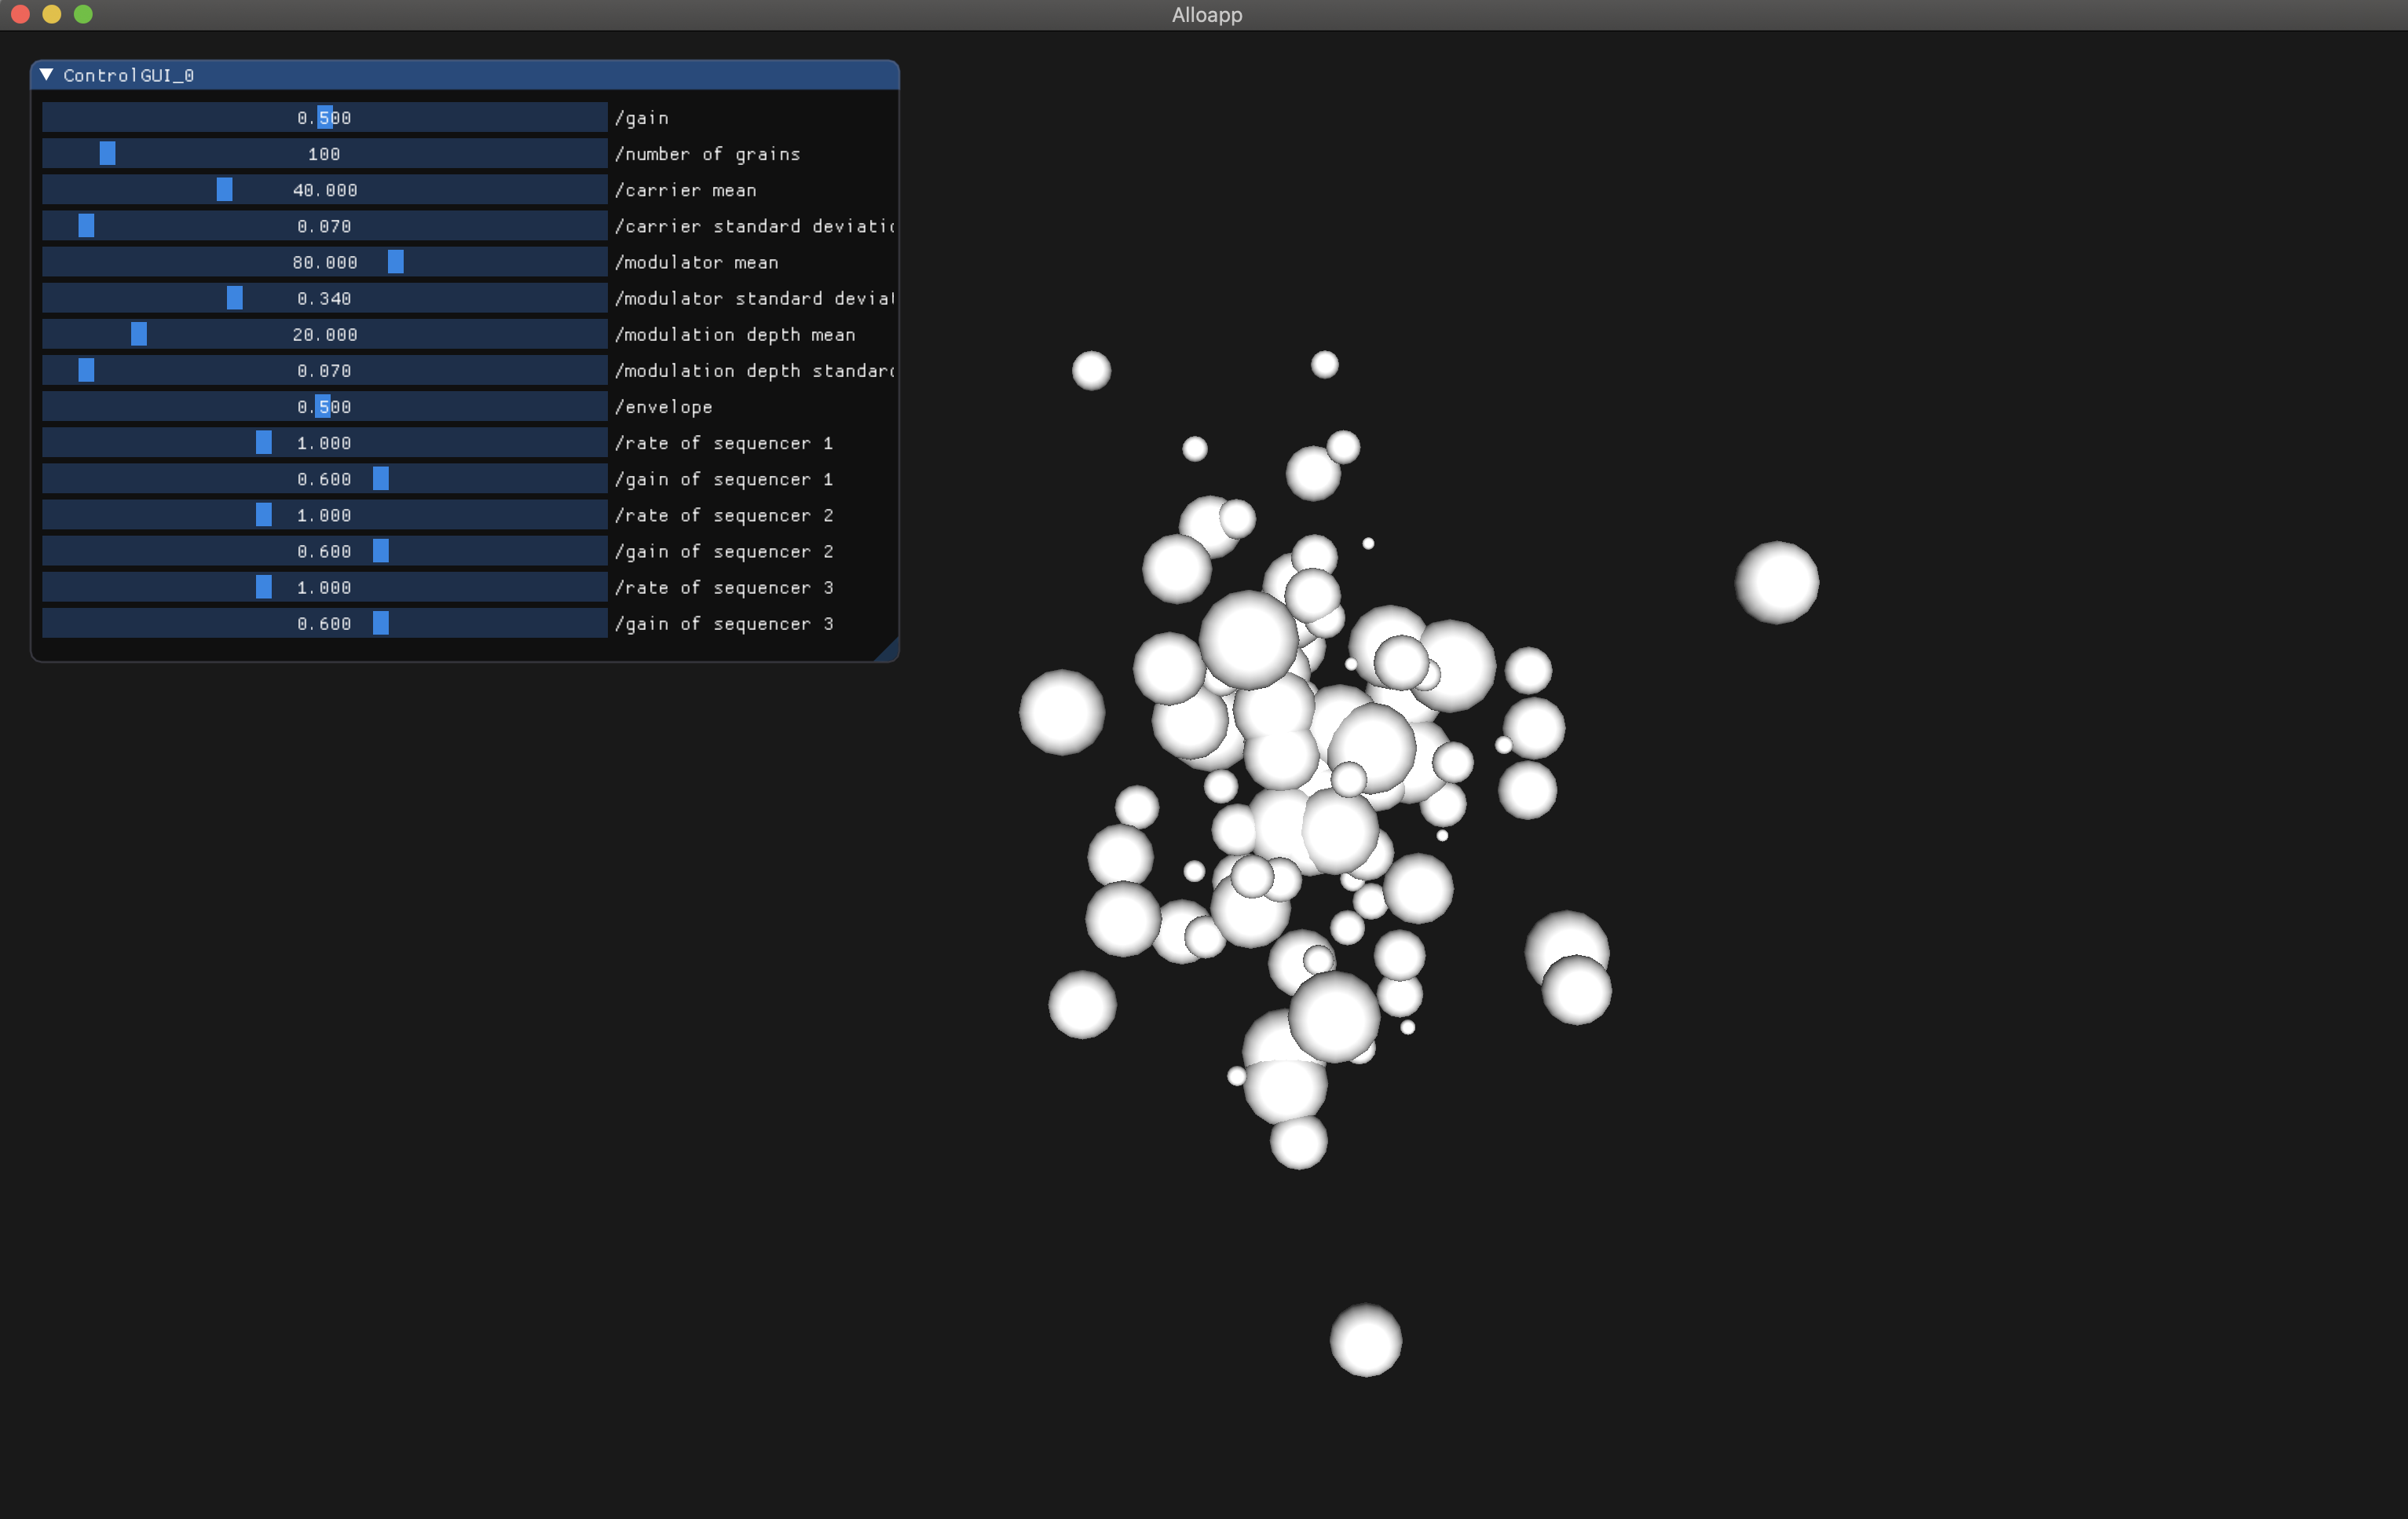 Alloapp
ControlGUI_0
0.500 /gain
100 /number of grains
40.000 /carrier mean
0.070 /carrier standard
80.000 /modulator mean
0.340 /modulator standard
20.000 /modulation depth mean
0.070 /modulation depth
0.500 /envelope
1.000 /rate of sequencer 1
0.600 /gain of sequencer 1
1.000 /rate of sequencer 2
0.600 /gain of sequencer 2
1.000 /rate of sequencer 3
0.600 /gain of sequencer 3